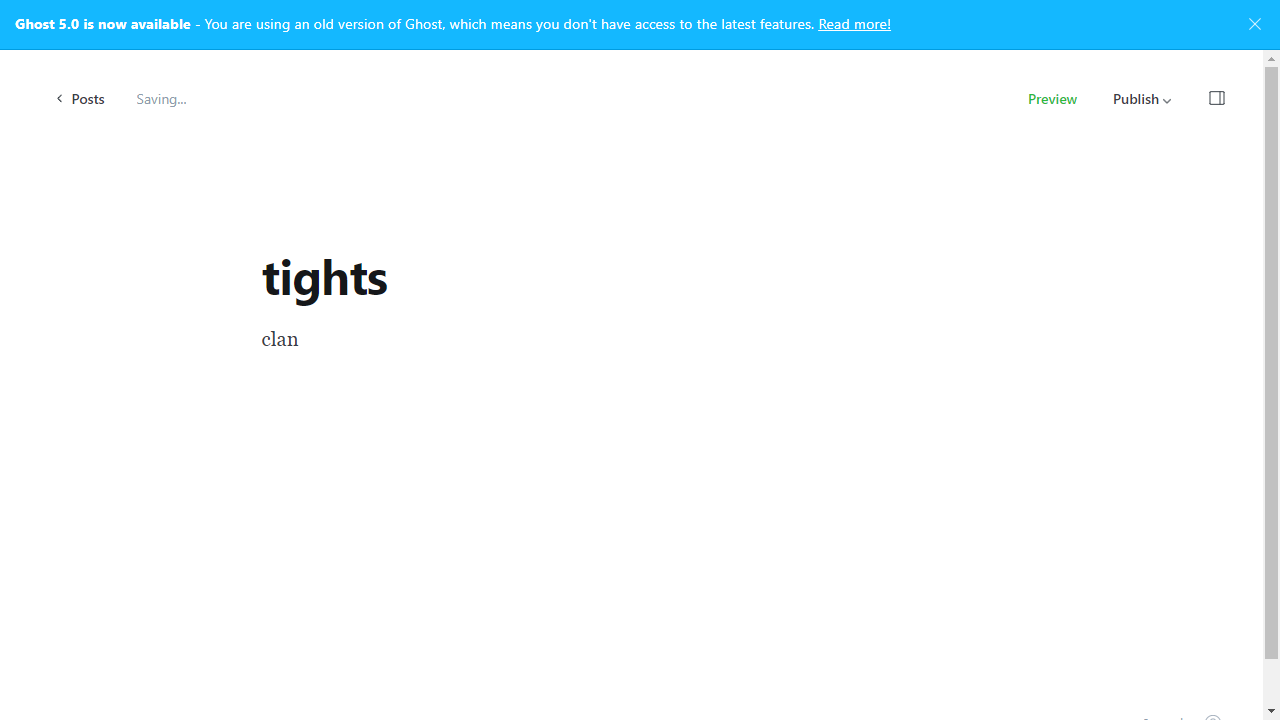 Ghost 5.0 is now available - You are using an old version of Ghost, which means you don't have access to the latest features. Read more!
Posts Saving... Preview Publish
tights
clan